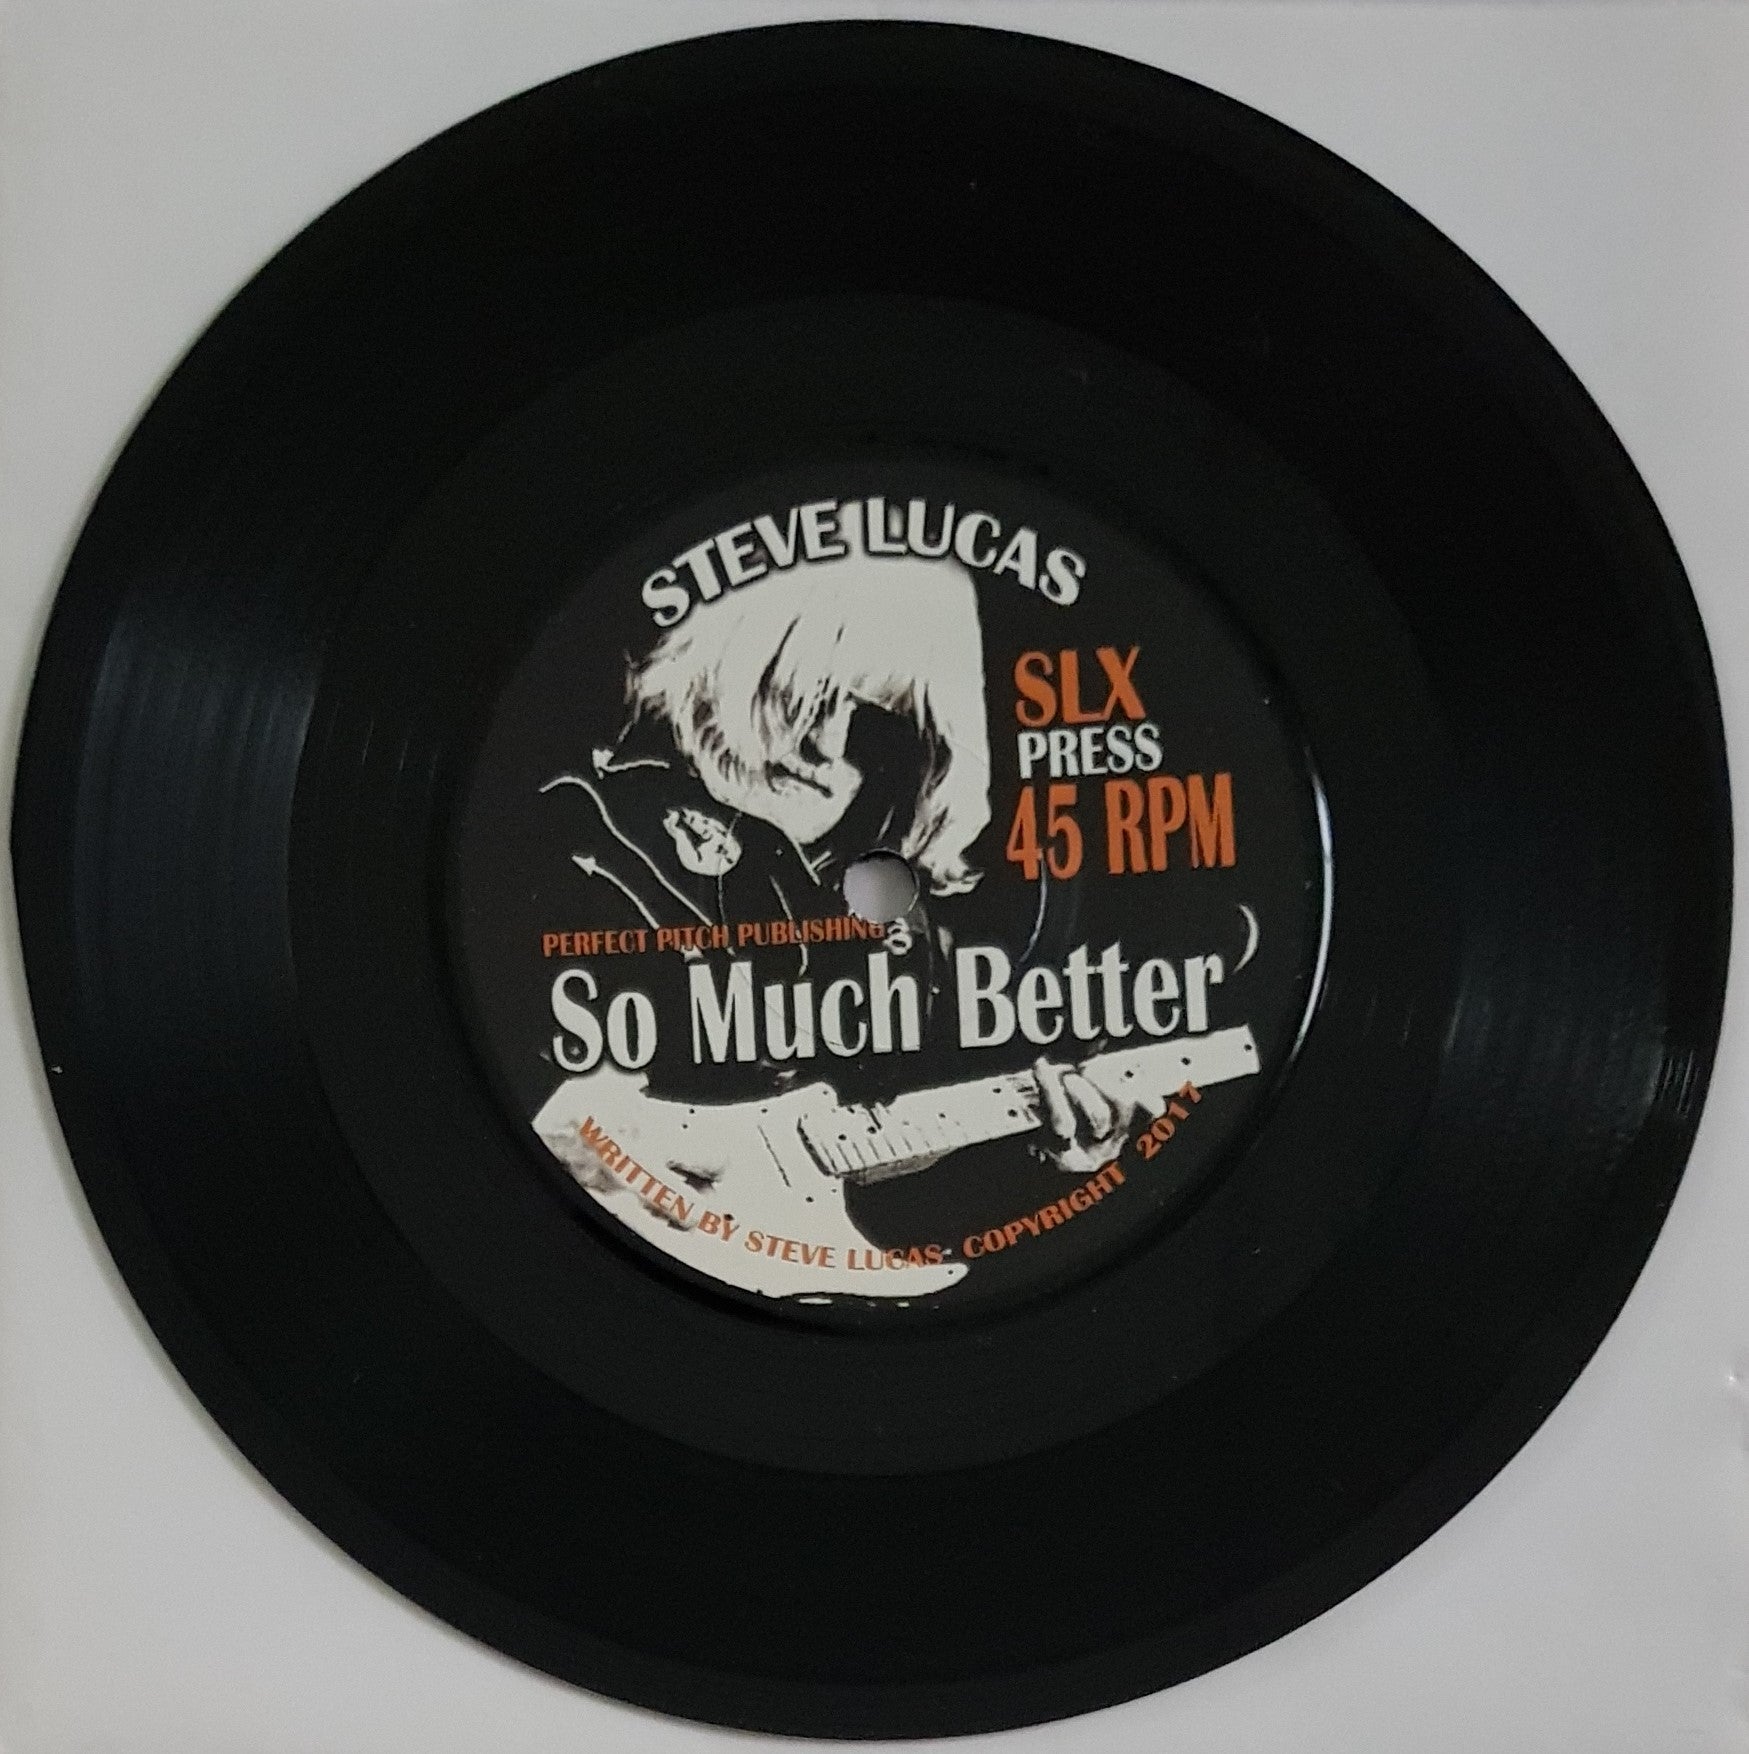 STEVE LUCAS
SLX
PRESS
45 RPM
PERFECT PITCH PUBLISHING
So Much Better
WRITTEN BY STEVE LUCAS COPYRIGHT 2017